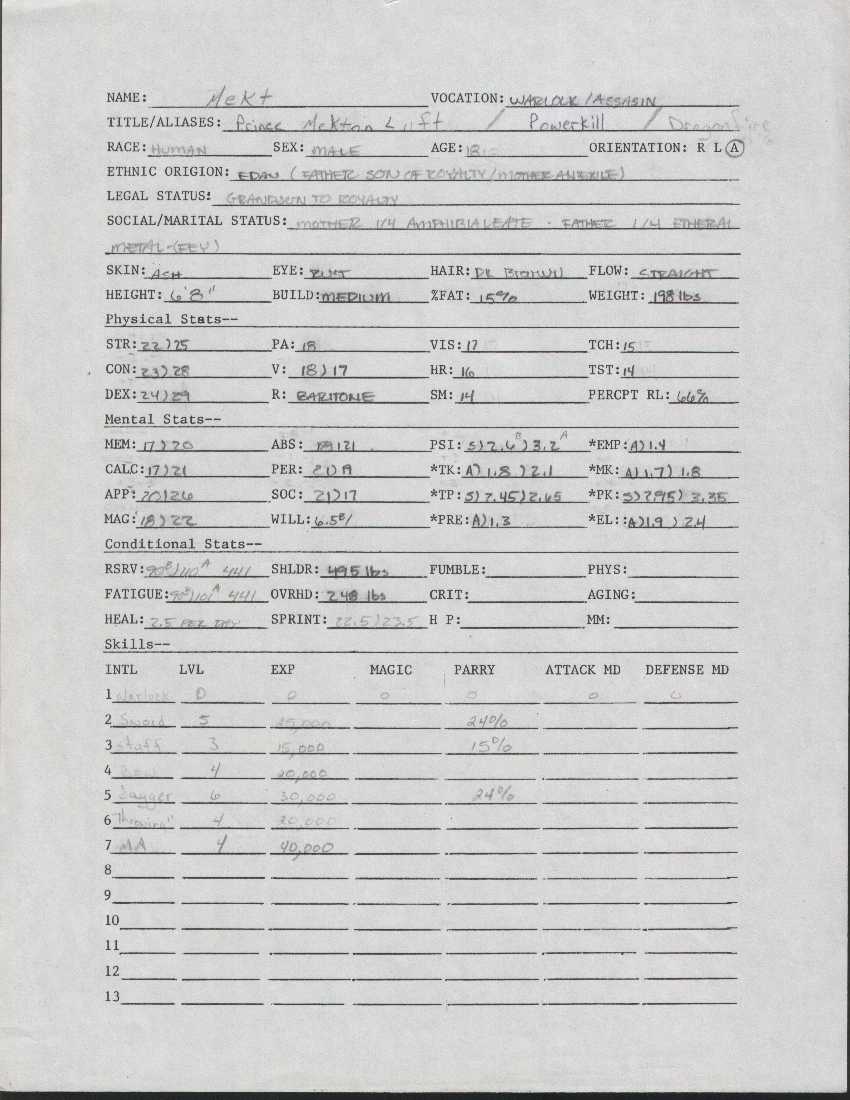 NAME: Mekt VOCATION: WARLOCK/ASSASIN
TITLE/ALIASES: Prince Mekton Luft / Powerkill / Dragonfire
RACE: HUMAN SEX: MALE AGE: 18 ORIENTATION: R L A
ETHNIC ORIGION: EDAN (FATHER SON OF ROYALTY/MOTHER AN EXILE)
LEGAL STATUS: GRANDSON TO ROYALTY
SOCIAL/MARITAL STATUS: MOTHER 1/4 AMPHIBIALEATE - FATHER 1/4 ETHERAL
METAL-(FEY)
SKIN: ASH EYE: HAIR: DK BROWN FLOW: STRAIGHT
HEIGHT: 6'8" BUILD: MEDIUM %FAT: 15% WEIGHT: 198 lbs
Physical Stats--
STR: 22)25 PA: 18 VIS: 17 TCH: 15
CON: 23)28 V: 18)17 HR: 16 TST: 14
DEX: 24)29 R: BARITONE SM: 14 PERCPT RL: 66%
Mental Stats--
MEM: 17)20 ABS: 19)21 PSI: S)2.6 B)3.2 A *EMP: A)1.4
CALC: 17)21 PER: 21)19 *TK: A)1.8)2.1 *MK: A)1.7)1.8
APP: 20)26 SOC: 21)17 *TP: S)2.45)2.65 *PK: S)2.95)3.35
MAG: 18)22 WILL: 6.5 *PRE: A)1.3 *EL:: A)1.9)2.4
Conditional Stats--
RSRV: 90B/110A 441 SHLDR: 495 lbs FUMBLE: PHYS:
FATIGUE: 98B/101A 441 OVRHD: 248 lbs CRIT: AGING:
HEAL: 2.5 PER DAY SPRINT: 22.5)23.5 H P: MM:
Skills--
INTL LVL EXP MAGIC PARRY ATTACK MD DEFENSE MD
1 Warlock 0 0 0 0 0 0
2 Sword 5 25,000 24%
3 staff 3 15,000 15%
4 Bow 4 20,000
5 Dagger 6 30,000 24%
6 Throwing" 4 20,000
7 MA 4 40,000
8
9
10
11
12
13